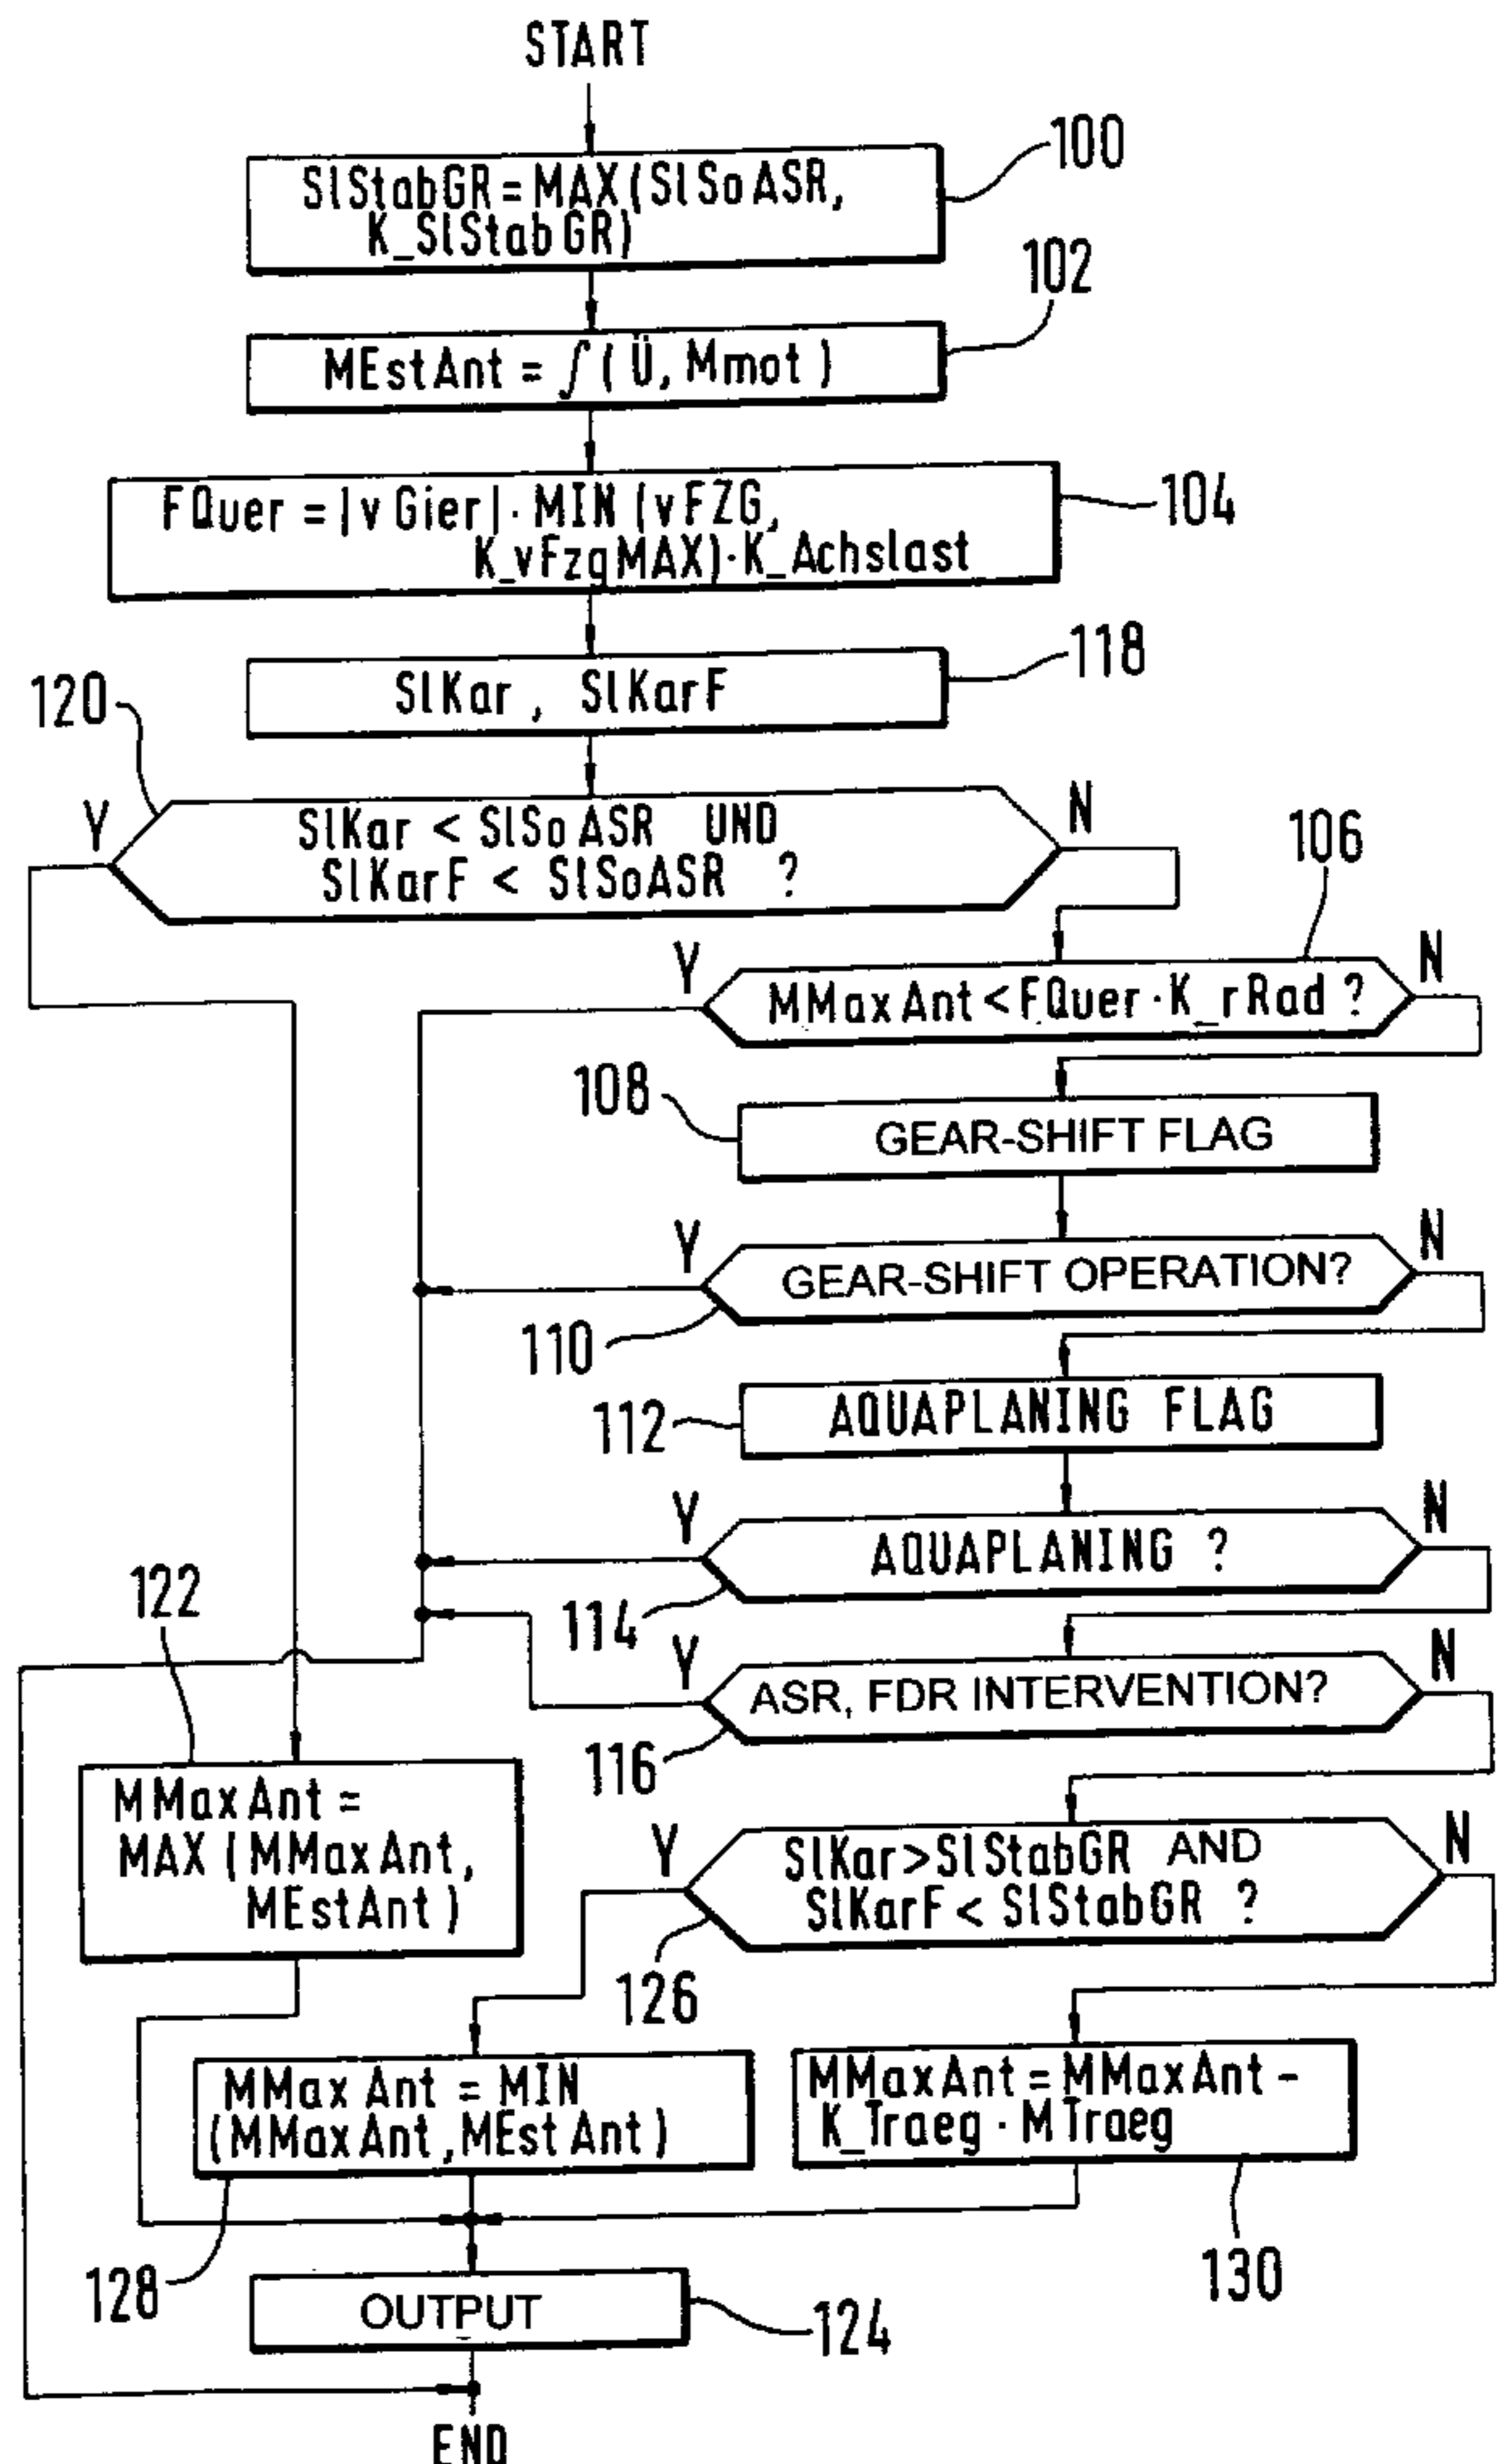 START
100
SlStabGR = MAX(SlSoASR,
K_SlStabGR)
102
MEstAnt = ∫( Ü, Mmot )
104
FQuer = |vGier| · MIN (vFZG,
K_vFzgMAX) · K_Achslast
118
SlKar , SlKarF
120
Y
SlKar < SlSoASR UND
SlKarF < SlSoASR ?
N
106
Y
MMaxAnt < FQuer · K_rRad ?
N
108
GEAR-SHIFT FLAG
Y
GEAR-SHIFT OPERATION?
N
110
112
AQUAPLANING FLAG
Y
AQUAPLANING ?
N
114
122
Y
ASR, FDR INTERVENTION?
N
116
MMaxAnt =
MAX (MMaxAnt,
MEstAnt)
Y
SlKar > SlStabGR AND
SlKarF < SlStabGR ?
N
126
MMaxAnt = MIN
(MMaxAnt, MEstAnt)
MMaxAnt = MMaxAnt -
K_Traeg · MTraeg
128
130
OUTPUT
124
END